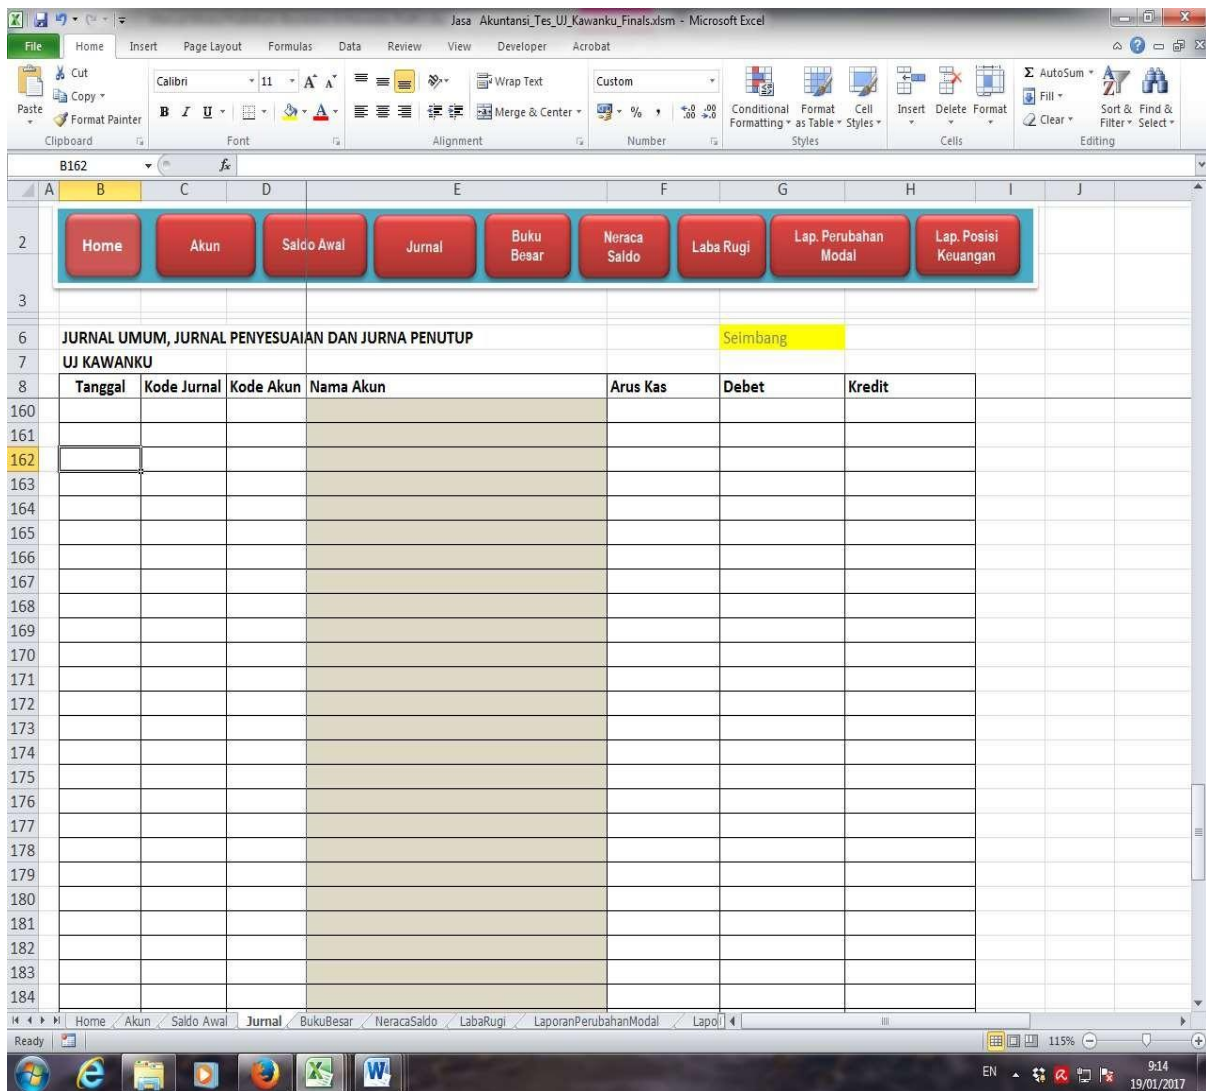 Jasa Akuntansi_Tes_UJ_Kawanku_Finals.xlsm - Microsoft Excel
File Home Insert Page Layout Formulas Data Review View Developer Acrobat
Cut
Copy
Format Painter
Paste
Calibri 11
B I U
Wrap Text
Merge & Center
Custom
Conditional Formatting
Format as Table
Cell Styles
Insert Delete Format
AutoSum
Fill
Clear
Sort & Filter
Find & Select
Clipboard Font Alignment Number Styles Cells Editing
B162 fx
A B C D E F G H I J
2
Home Akun Saldo Awal Jurnal Buku Besar Neraca Saldo Laba Rugi Lap. Perubahan Modal Lap. Posisi Keuangan
3
6 JURNAL UMUM, JURNAL PENYESUAIAN DAN JURNA PENUTUP Seimbang
7 UJ KAWANKU
8 Tanggal Kode Jurnal Kode Akun Nama Akun Arus Kas Debet Kredit
160
161
162
163
164
165
166
167
168
169
170
171
172
173
174
175
176
177
178
179
180
181
182
183
184
Home Akun Saldo Awal Jurnal BukuBesar NeracaSaldo LabaRugi LaporanPerubahanModal
Ready 115%
EN 9:14
19/01/2017